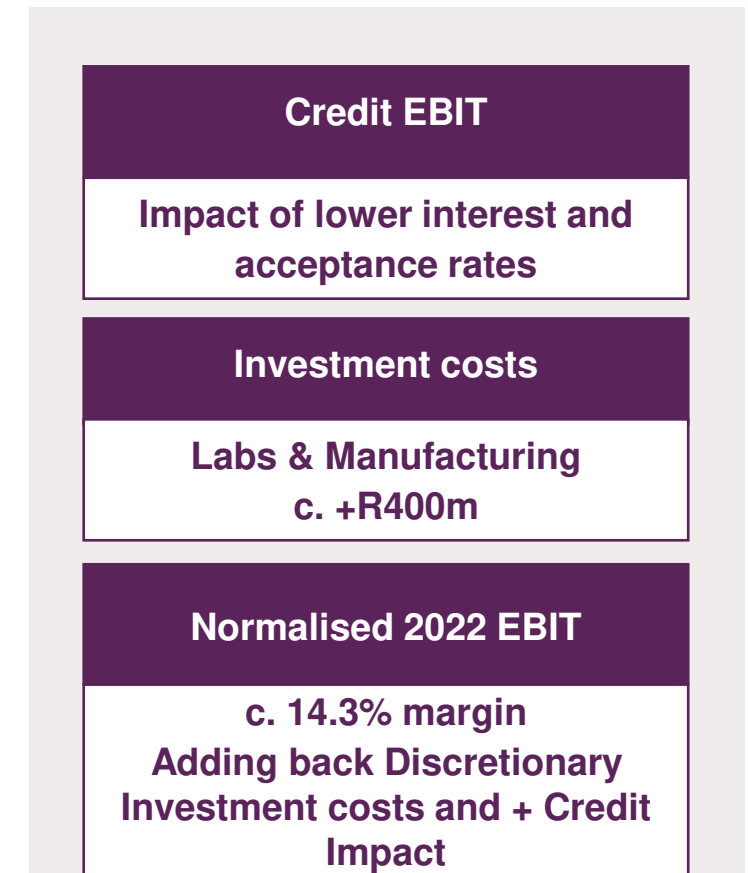 Credit EBIT
Impact of lower interest and
acceptance rates
Investment costs
Labs & Manufacturing
c. +R400m
Normalised 2022 EBIT
c. 14.3% margin
Adding back Discretionary
Investment costs and + Credit
Impact